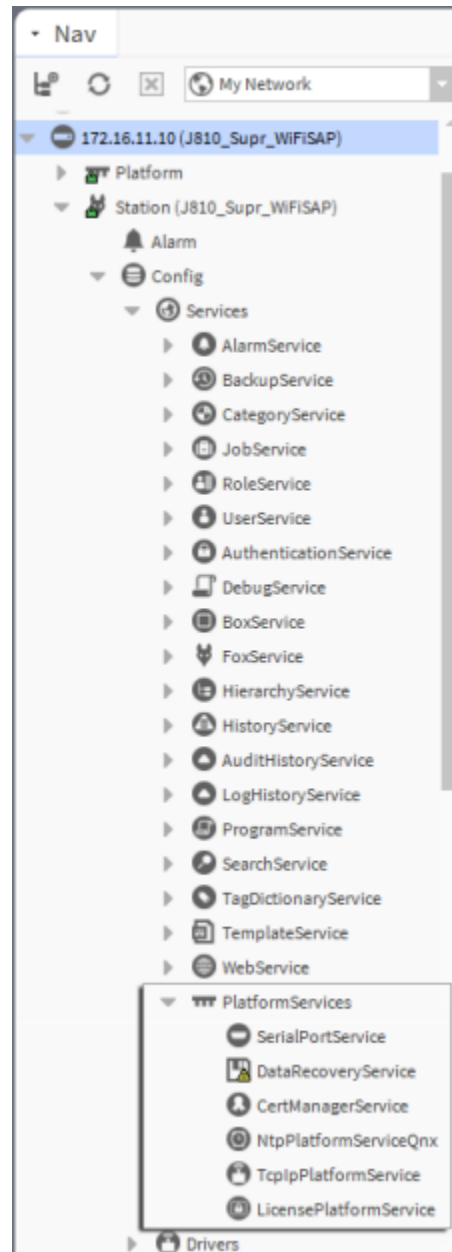 Nav
My Network
172.16.11.10 (J810_Supr_WiFiSAP)
Platform
Station (J810_Supr_WiFiSAP)
Alarm
Config
Services
AlarmService
BackupService
CategoryService
JobService
RoleService
UserService
AuthenticationService
DebugService
BoxService
FoxService
HierarchyService
HistoryService
AuditHistoryService
LogHistoryService
ProgramService
SearchService
TagDictionaryService
TemplateService
WebService
PlatformServices
SerialPortService
DataRecoveryService
CertManagerService
NtpPlatformServiceQnx
TcpIpPlatformService
LicensePlatformService
Drivers